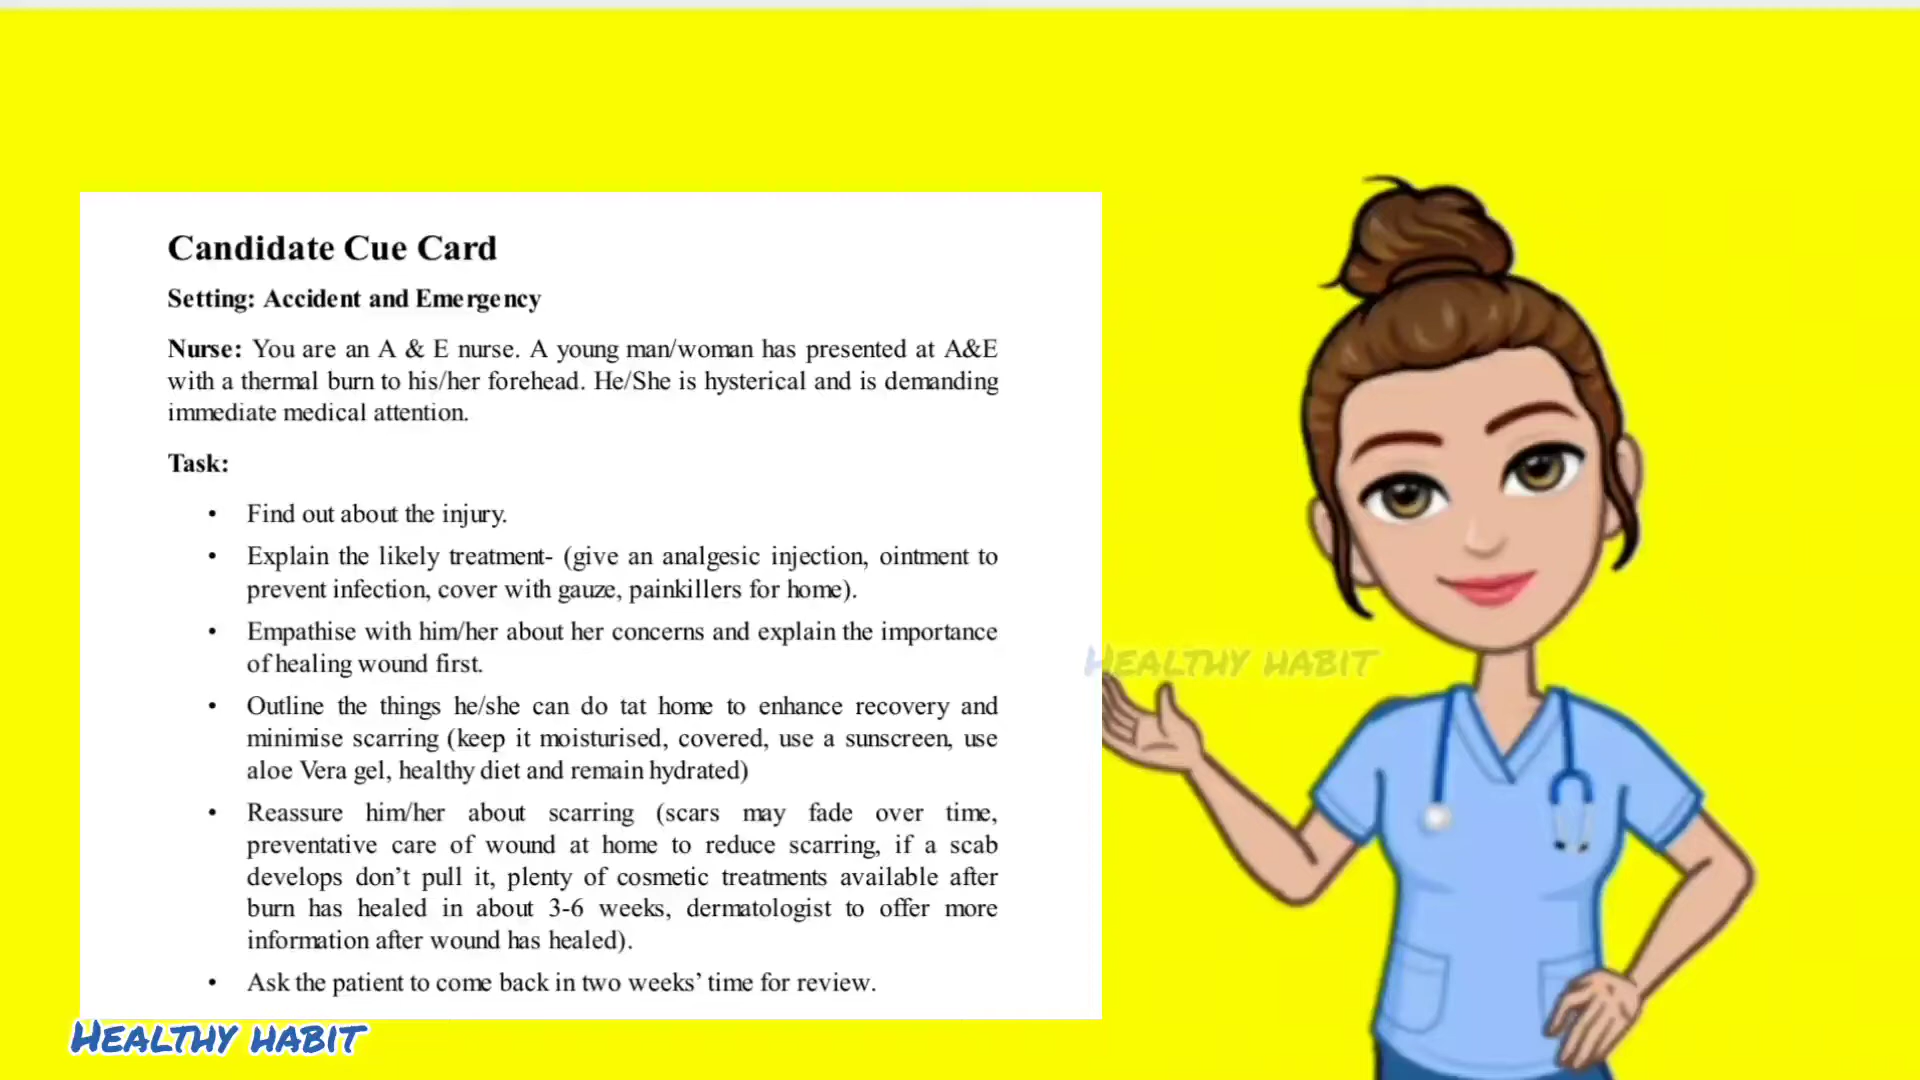 Candidate Cue Card
Setting: Accident and Emergency
Nurse: You are an A & E nurse. A young man/woman has presented at A&E
with a thermal burn to his/her forehead. He/She is hysterical and is demanding
immediate medical attention.
Task:
• Find out about the injury.
• Explain the likely treatment- (give an analgesic injection, ointment to
prevent infection, cover with gauze, painkillers for home).
• Empathise with him/her about her concerns and explain the importance
of healing wound first.
• Outline the things he/she can do tat home to enhance recovery and
minimise scarring (keep it moisturised, covered, use a sunscreen, use
aloe Vera gel, healthy diet and remain hydrated)
• Reassure him/her about scarring (scars may fade over time,
preventative care of wound at home to reduce scarring, if a scab
develops don’t pull it, plenty of cosmetic treatments available after
burn has healed in about 3-6 weeks, dermatologist to offer more
information after wound has healed).
• Ask the patient to come back in two weeks’ time for review.
HEALTHY HABIT
HEALTHY HABIT